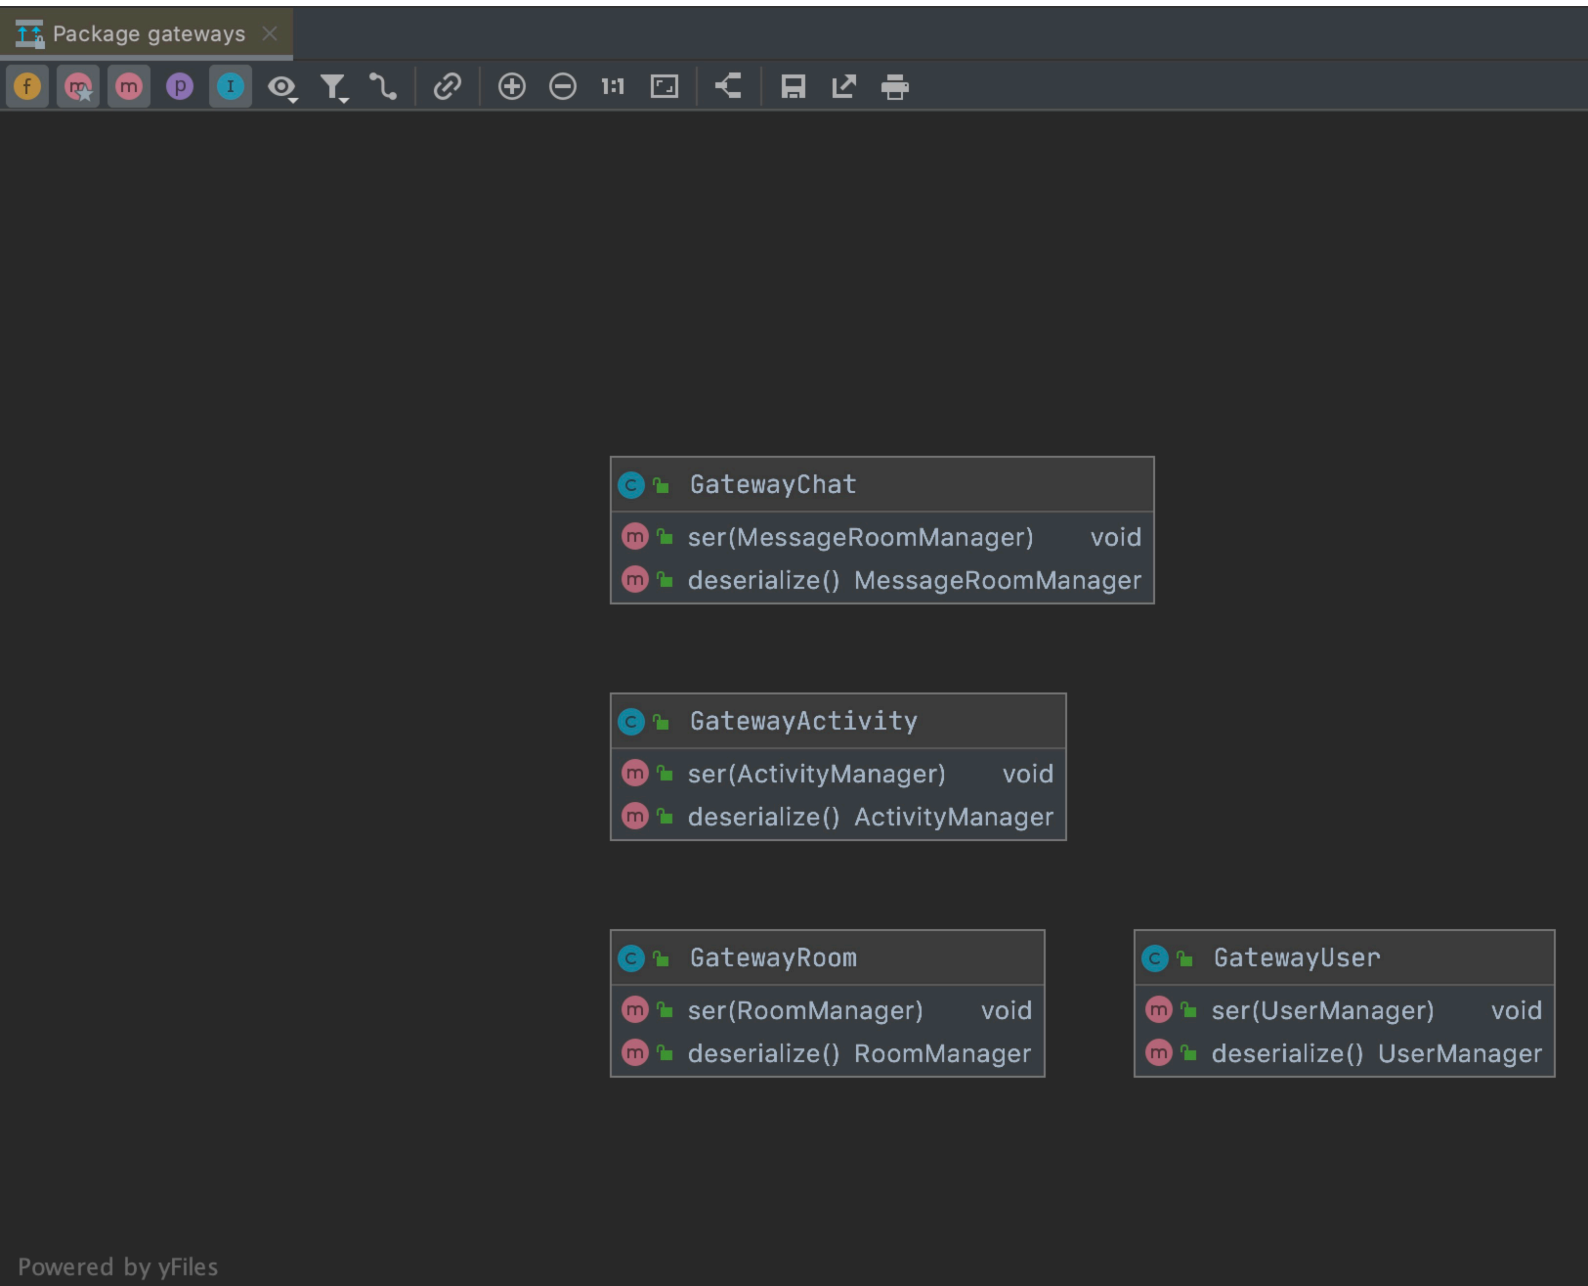 Package gateways
f m m p I 1:1
C GatewayChat
m ser(MessageRoomManager) void
m deserialize() MessageRoomManager
C GatewayActivity
m ser(ActivityManager) void
m deserialize() ActivityManager
C GatewayRoom
m ser(RoomManager) void
m deserialize() RoomManager
C GatewayUser
m ser(UserManager) void
m deserialize() UserManager
Powered by yFiles